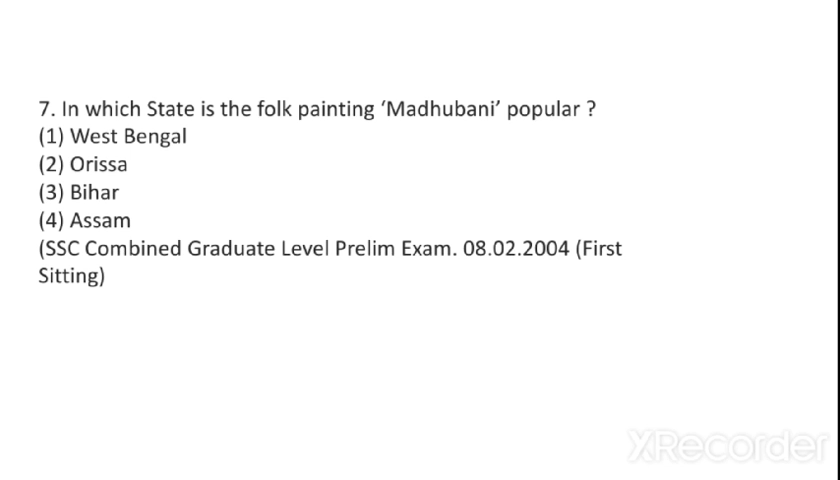 7. In which State is the folk painting ‘Madhubani’ popular ?
(1) West Bengal
(2) Orissa
(3) Bihar
(4) Assam
(SSC Combined Graduate Level Prelim Exam. 08.02.2004 (First
Sitting)
XRecorder